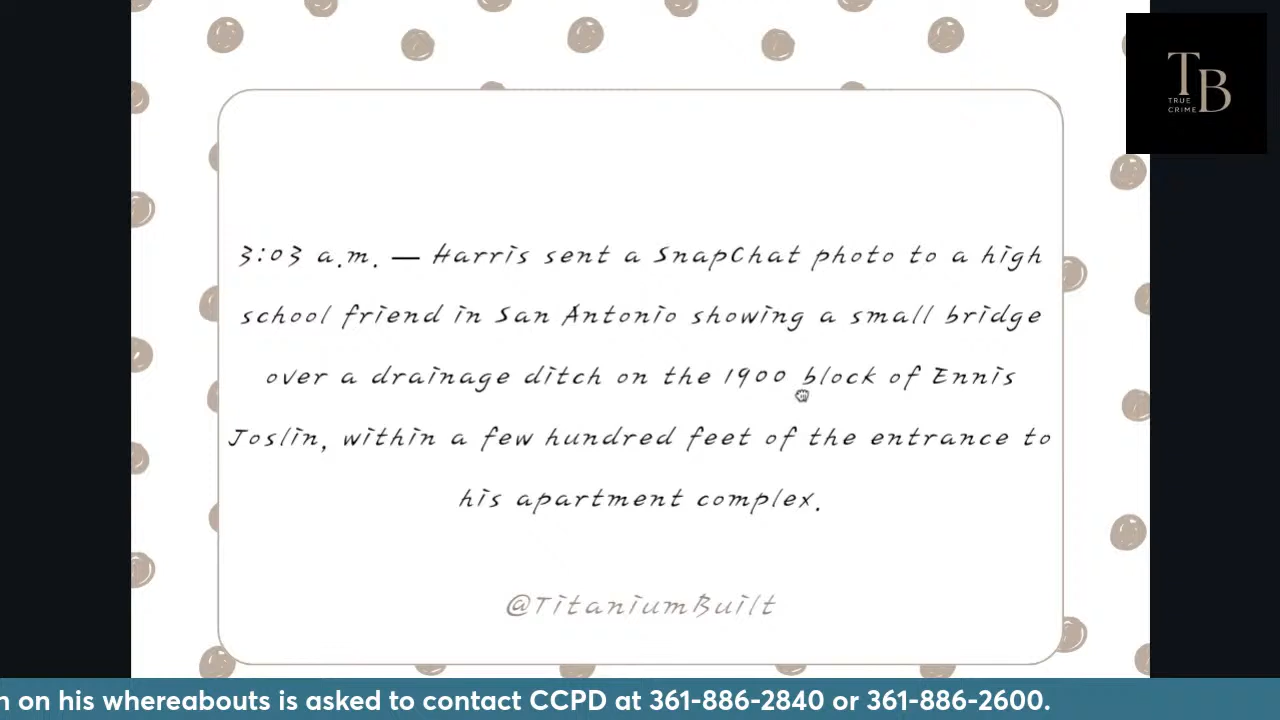 TB
TRUE
CRIME
3:03 a.m. — Harris sent a SnapChat photo to a high
school friend in San Antonio showing a small bridge
over a drainage ditch on the 1900 block of Ennis
Joslin, within a few hundred feet of the entrance to
his apartment complex.
@TitaniumBuilt
n on his whereabouts is asked to contact CCPD at 361-886-2840 or 361-886-2600.